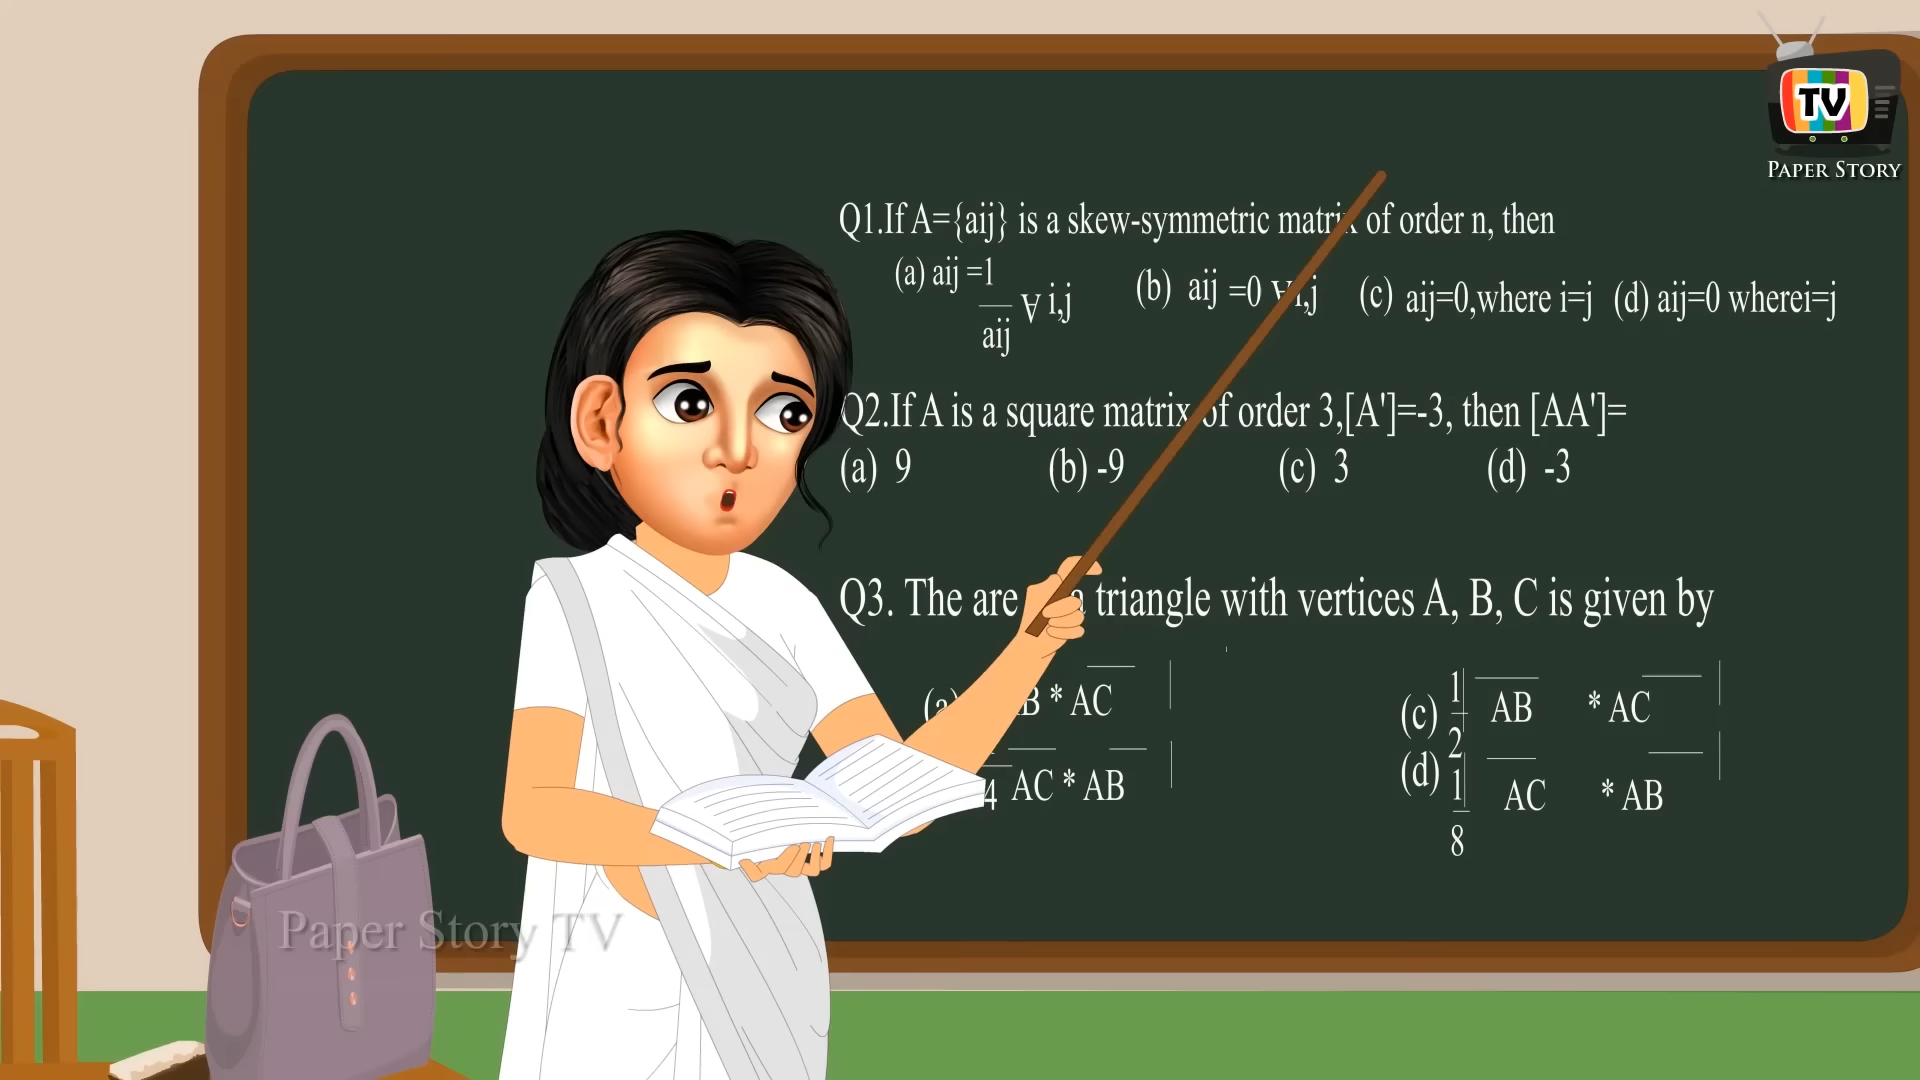 TV
PAPER STORY
Q1.If A={aij} is a skew-symmetric matrix of order n, then
(a) aij =1
aij
∀ i,j
(b) aij =0 ∀i,j
(c) aij=0,where i=j
(d) aij=0 wherei=j
Q2.If A is a square matrix of order 3,[A']=-3, then [AA']=
(a) 9 (b) -9 (c) 3 (d) -3
Q3. The are triangle with vertices A, B, C is given by
(a) B * AC
(c) 1 AB * AC
2
4 AC * AB
(d) 1 AC * AB
8
Paper Story TV